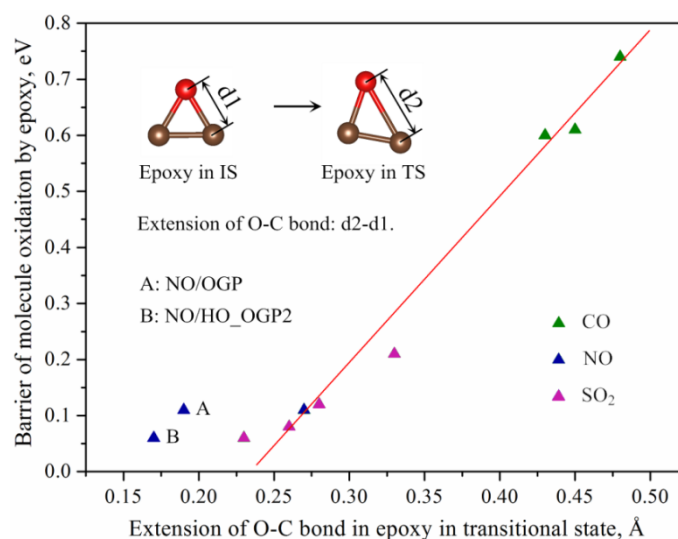 0.8
0.7
0.6
0.5
0.4
0.3
0.2
0.1
0.0
Barrier of molecule oxidaiton by epoxy, eV
d1
d2
Epoxy in IS
Epoxy in TS
Extension of O-C bond: d2-d1.
A: NO/OGP
B: NO/HO_OGP2
CO
NO
SO₂
A
B
0.15 0.20 0.25 0.30 0.35 0.40 0.45 0.50
Extension of O-C bond in epoxy in transitional state, Å